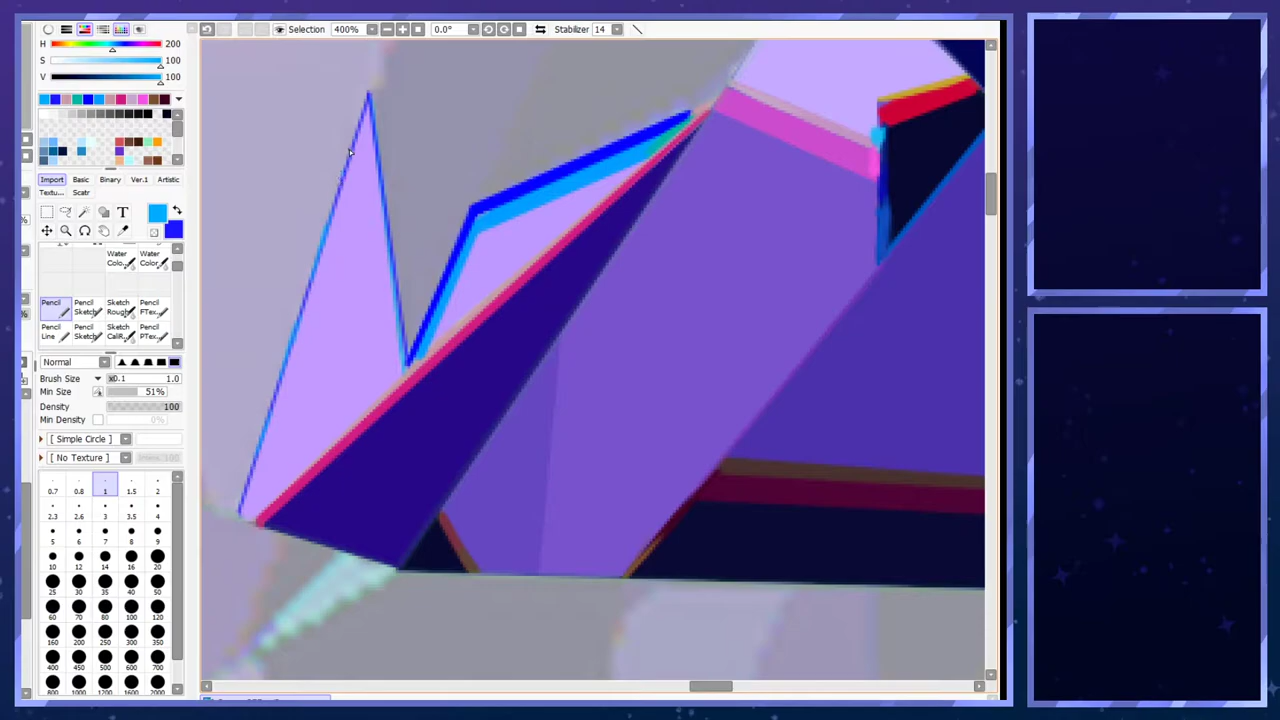 Selection 400% 0.0° Stabilizer 14
H 200
S 100
V 100
Import Basic Binary Ver.1 Artistic
Textu... Scatr
T
Water Colo... Water Color...
Pencil Pencil Sketch Sketch Rough Pencil FTex...
Pencil Line Pencil Sketch Sketch CaliR... Pencil PTex...
Normal
Brush Size x0.1 1.0
Min Size 51%
Density 100
Min Density 0%
[ Simple Circle ]
[ No Texture ]
0.7 0.8 1 1.5 2
2.3 2.6 3 3.5 4
5 6 7 8 9
10 12 14 16 20
25 30 35 40 50
60 70 80 100 120
160 200 250 300 350
400 450 500 600 700
800 1000 1200 1600 2000